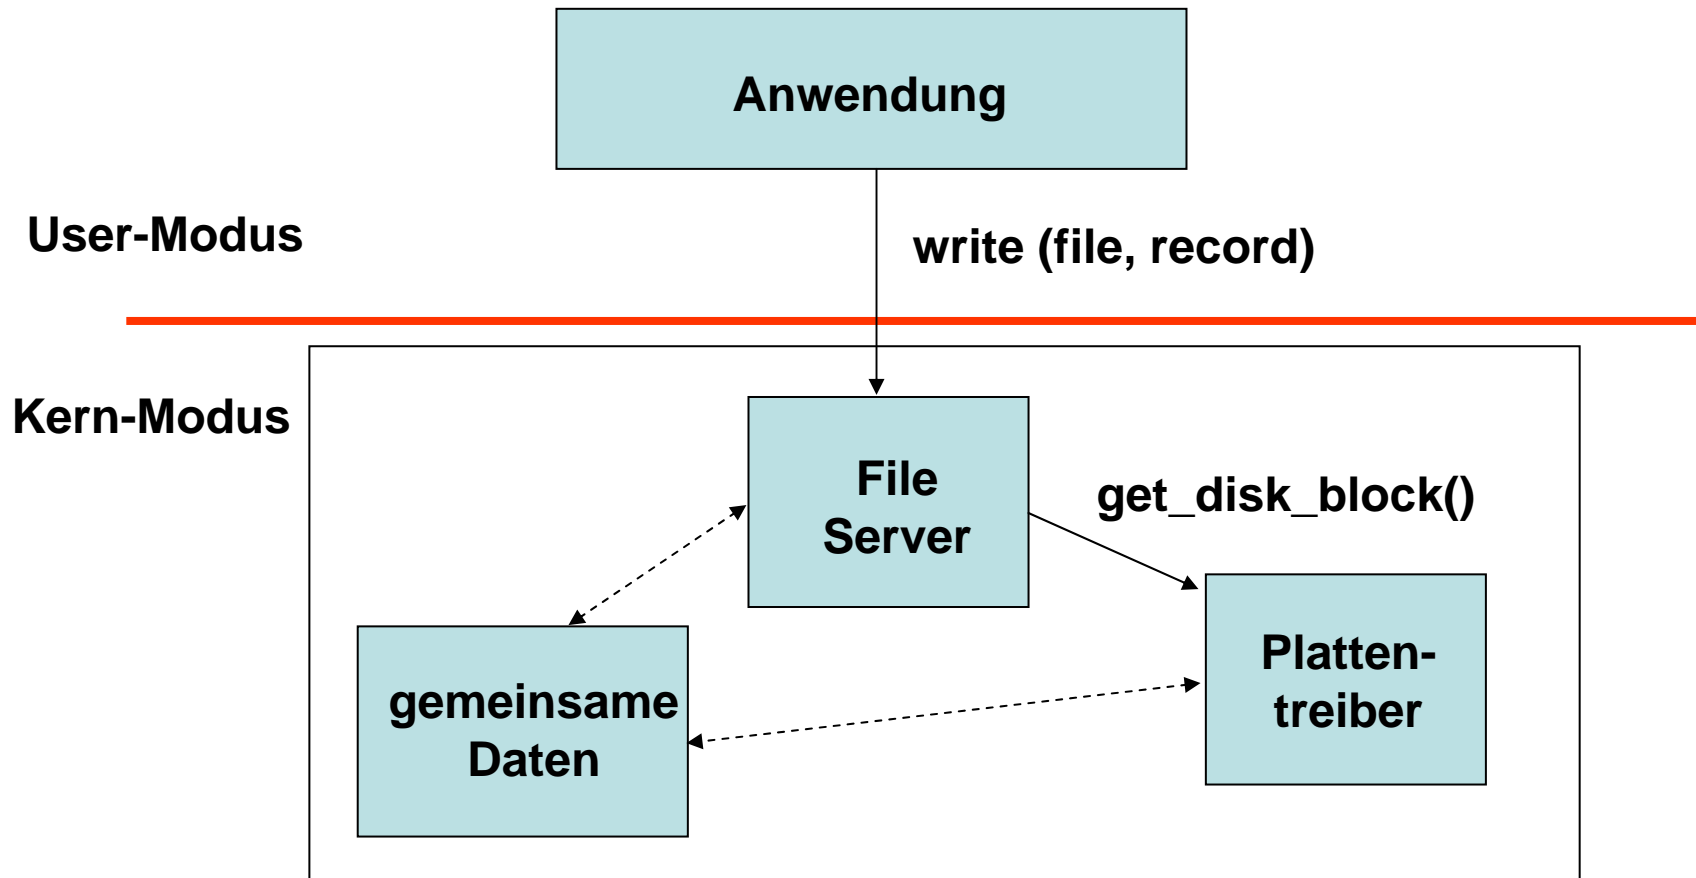 Anwendung
User-Modus
write (file, record)
Kern-Modus
File
Server
get_disk_block()
gemeinsame
Daten
Platten-
treiber